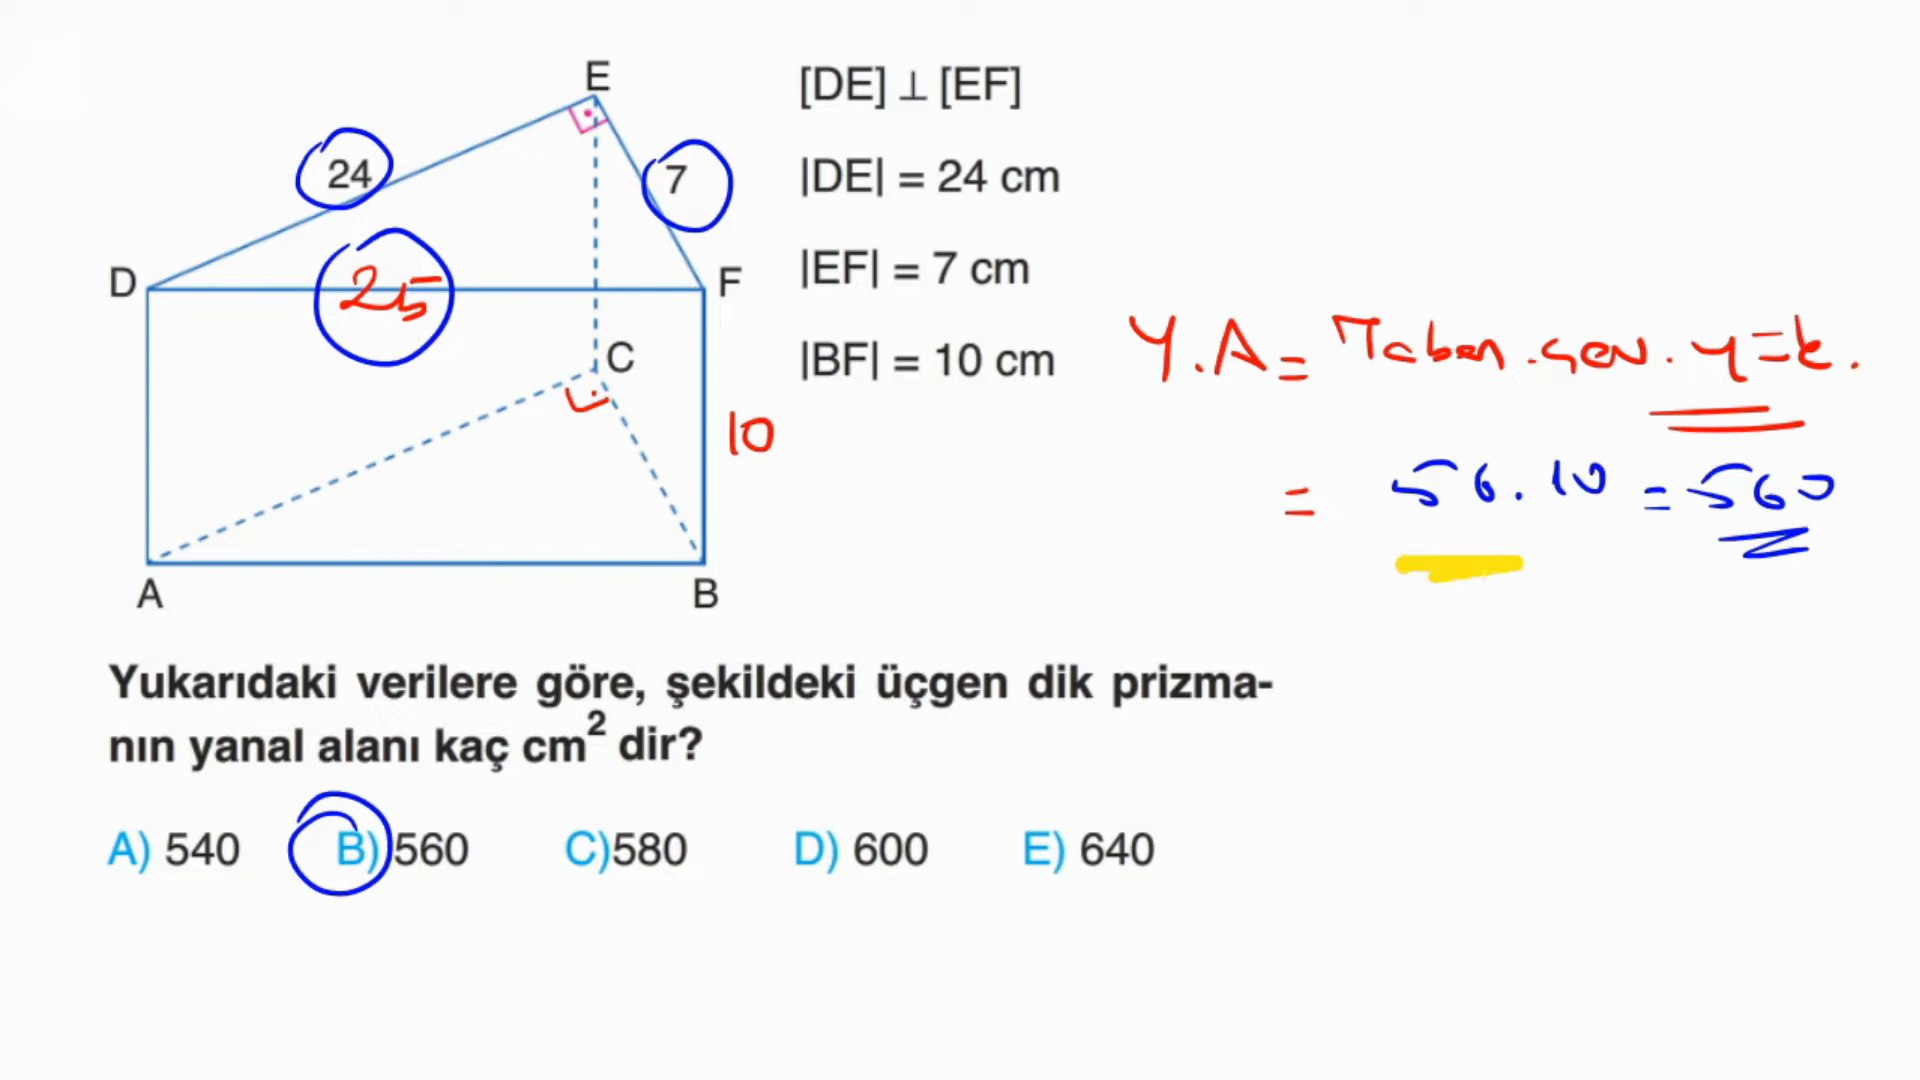 E
[DE] ⊥ [EF]
24
7
|DE| = 24 cm
D
25
F
|EF| = 7 cm
C
|BF| = 10 cm
Y.A = Taban.çev. y=k.
10
= 56.10 = 560
A
B
Yukarıdaki verilere göre, şekildeki üçgen dik prizma-
nın yanal alanı kaç cm² dir?
A) 540 B) 560 C)580 D) 600 E) 640